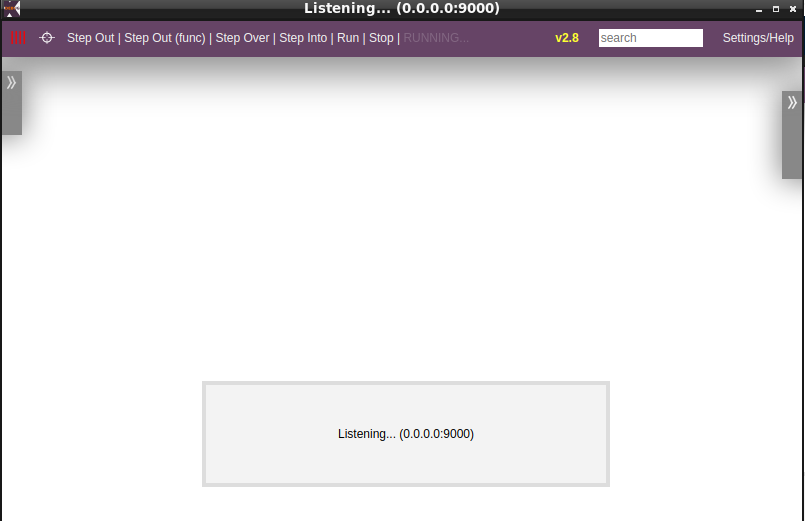 Listening... (0.0.0.0:9000)
Step Out | Step Out (func) | Step Over | Step Into | Run | Stop | RUNNING... v2.8 search Settings/Help
Listening... (0.0.0.0:9000)